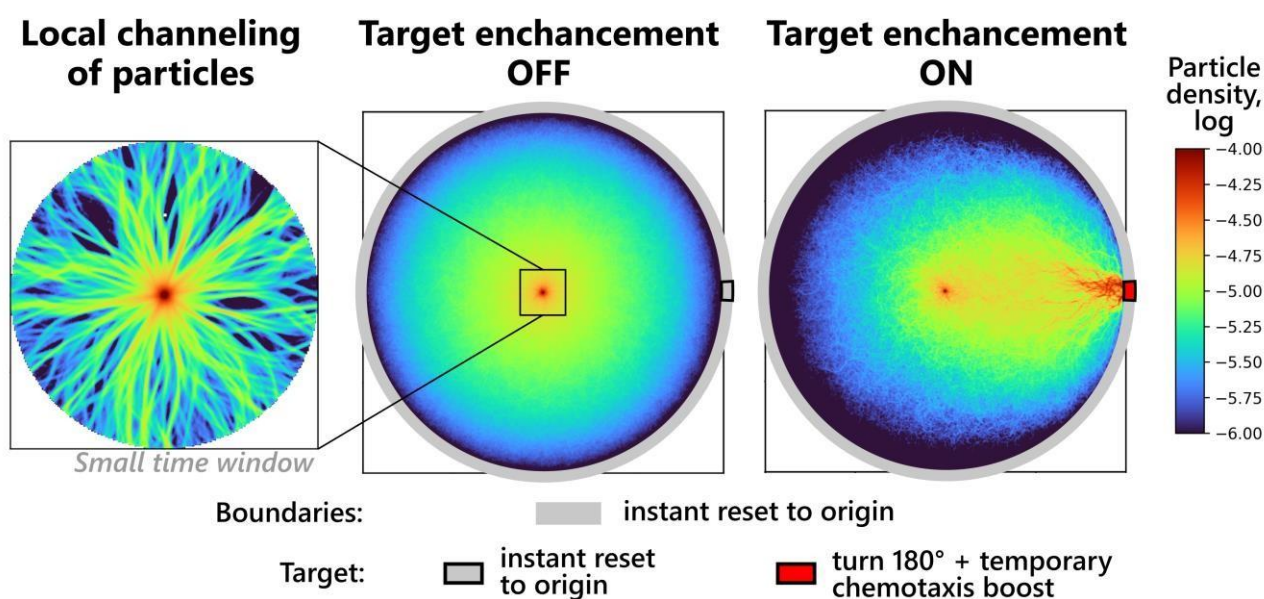 Local channeling
of particles
Target enchancement
OFF
Target enchancement
ON
Particle
density,
log
−4.00
−4.25
−4.50
−4.75
−5.00
−5.25
−5.50
−5.75
−6.00
Small time window
Boundaries:
instant reset to origin
Target:
instant reset
to origin
turn 180° + temporary
chemotaxis boost